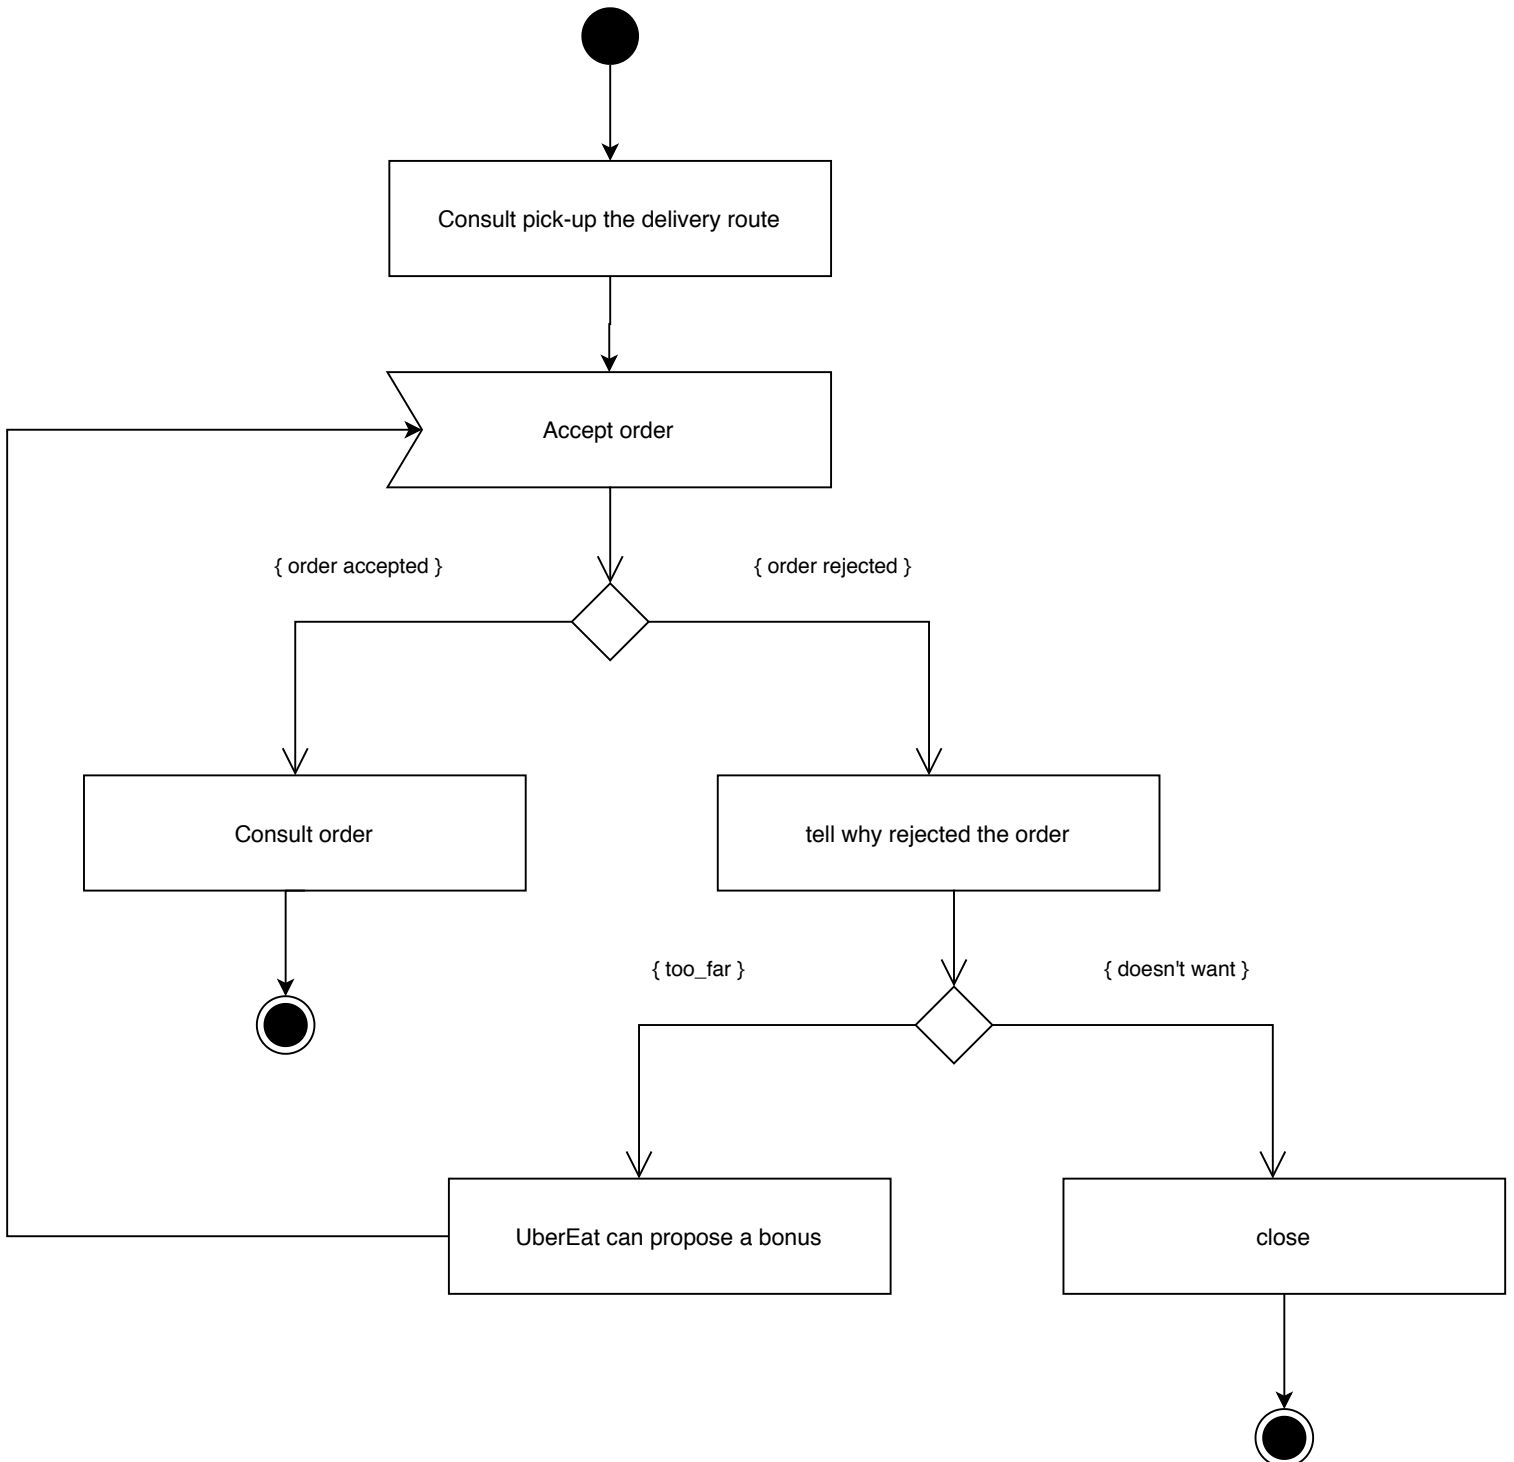 Consult pick-up the delivery route
Accept order
{ order accepted }
{ order rejected }
Consult order
tell why rejected the order
{ too_far }
{ doesn't want }
UberEat can propose a bonus
close